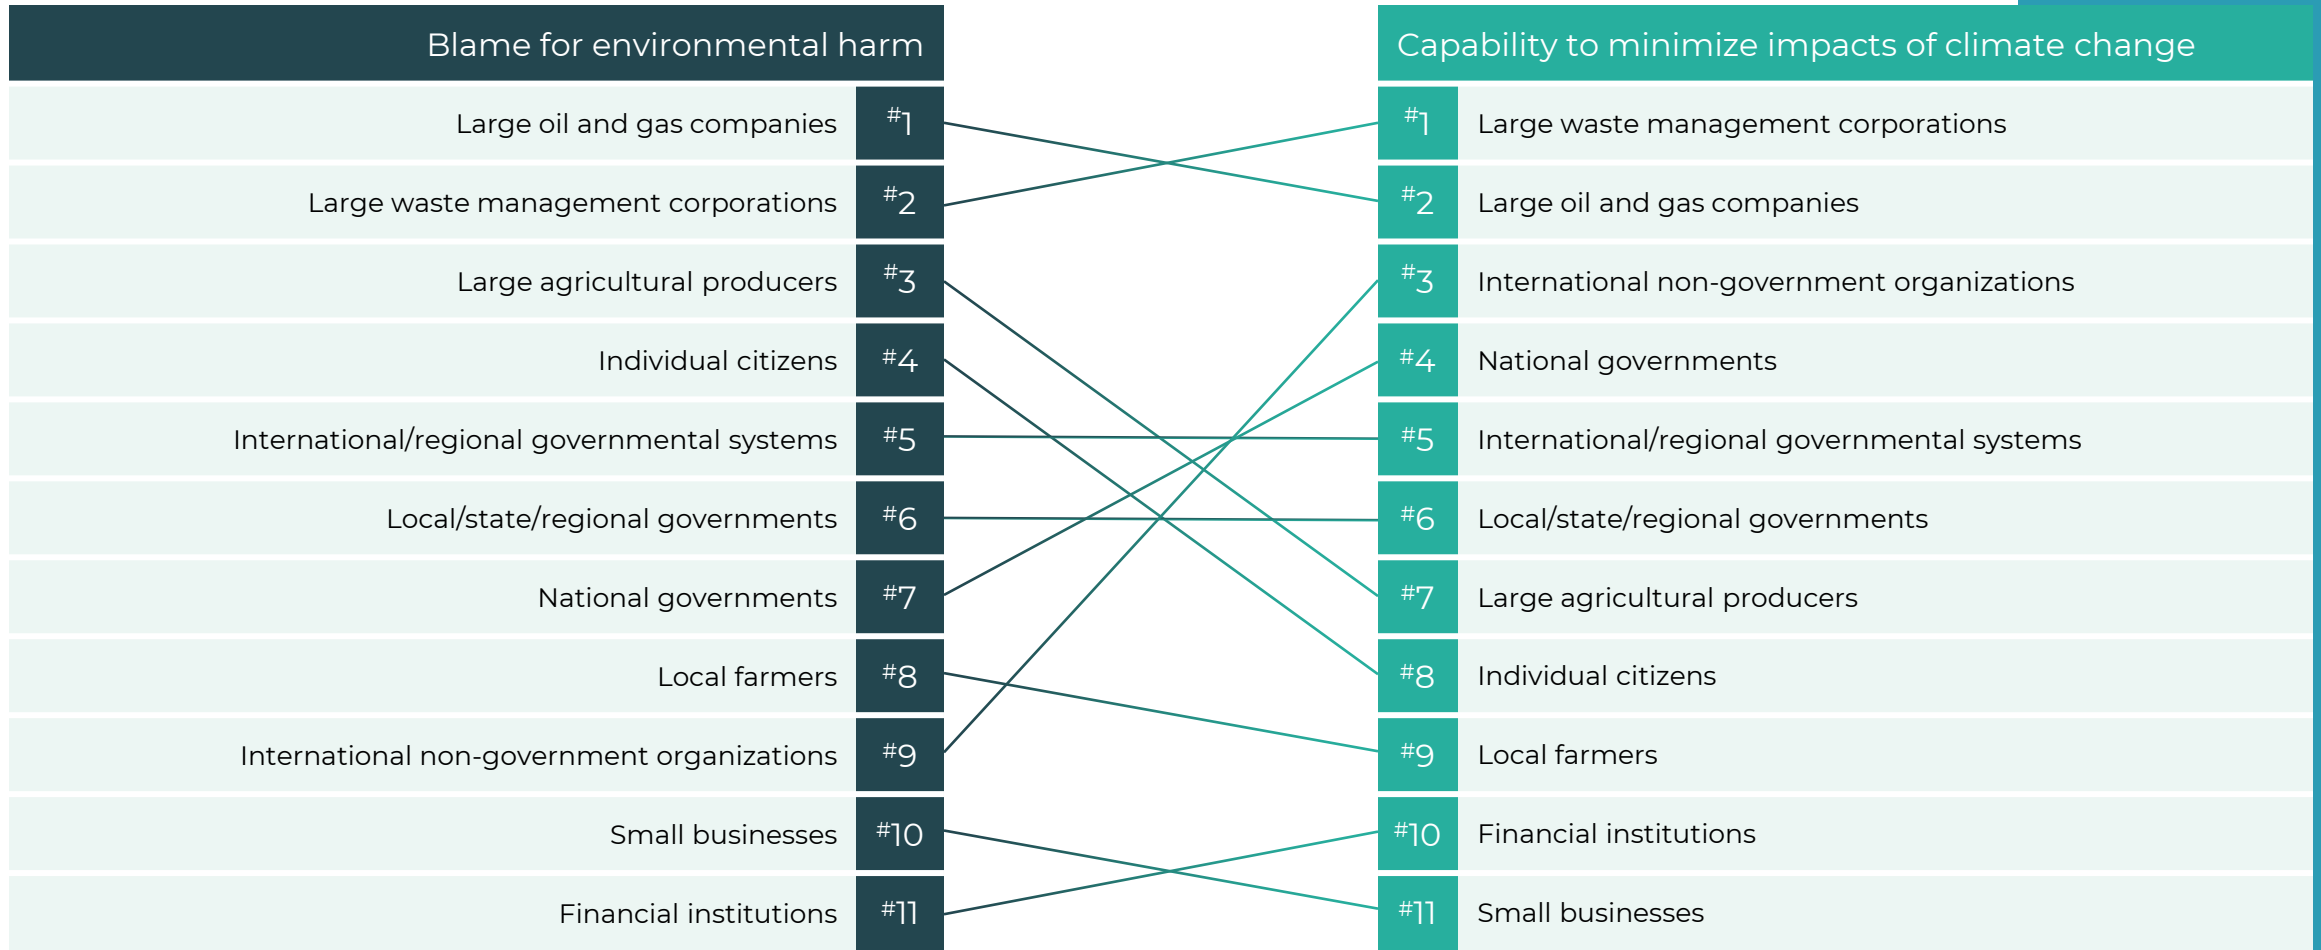 Blame for environmental harm
Large oil and gas companies #1
Large waste management corporations #2
Large agricultural producers #3
Individual citizens #4
International/regional governmental systems #5
Local/state/regional governments #6
National governments #7
Local farmers #8
International non-government organizations #9
Small businesses #10
Financial institutions #11
Capability to minimize impacts of climate change
#1 Large waste management corporations
#2 Large oil and gas companies
#3 International non-government organizations
#4 National governments
#5 International/regional governmental systems
#6 Local/state/regional governments
#7 Large agricultural producers
#8 Individual citizens
#9 Local farmers
#10 Financial institutions
#11 Small businesses